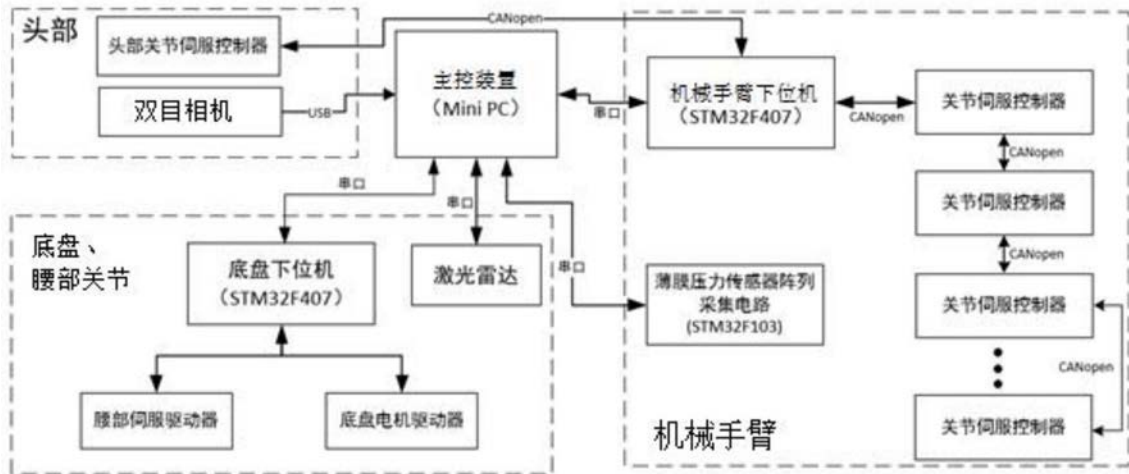 头部
头部关节伺服控制器
双目相机
USB
CANopen
主控装置
（Mini PC）
串口
机械手臂下位机
（STM32F407）
CANopen
关节伺服控制器
CANopen
关节伺服控制器
CANopen
关节伺服控制器
CANopen
关节伺服控制器
串口
串口
串口
薄膜压力传感器阵列
采集电路
(STM32F103)
机械手臂
底盘、
腰部关节
底盘下位机
（STM32F407）
激光雷达
腰部伺服驱动器
底盘电机驱动器